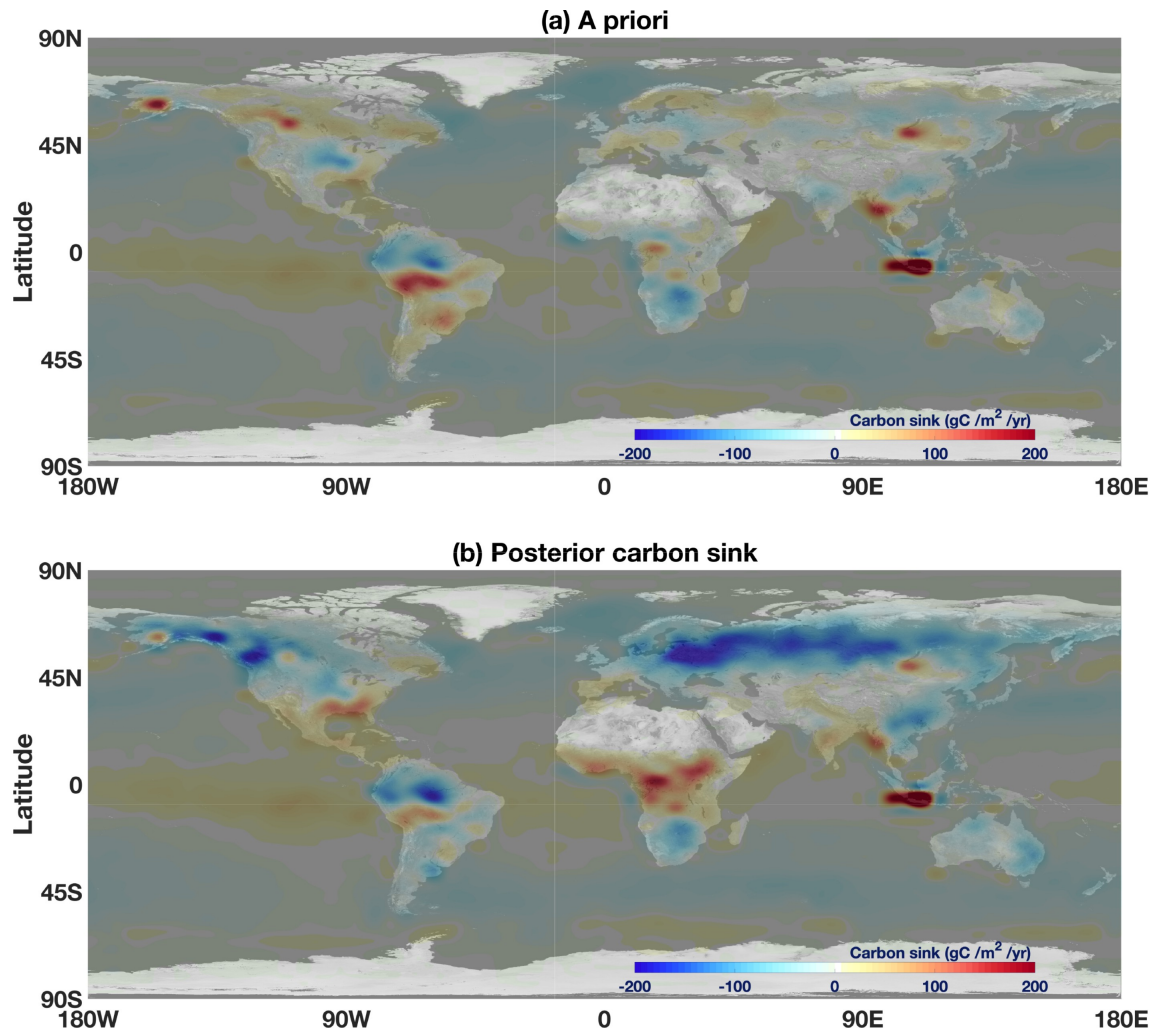 (a) A priori
90N
45N
0
45S
90S
Latitude
Carbon sink (gC /m² /yr)
-200 -100 0 100 200
180W 90W 0 90E 180E
(b) Posterior carbon sink
90N
45N
0
45S
90S
Latitude
Carbon sink (gC /m² /yr)
-200 -100 0 100 200
180W 90W 0 90E 180E